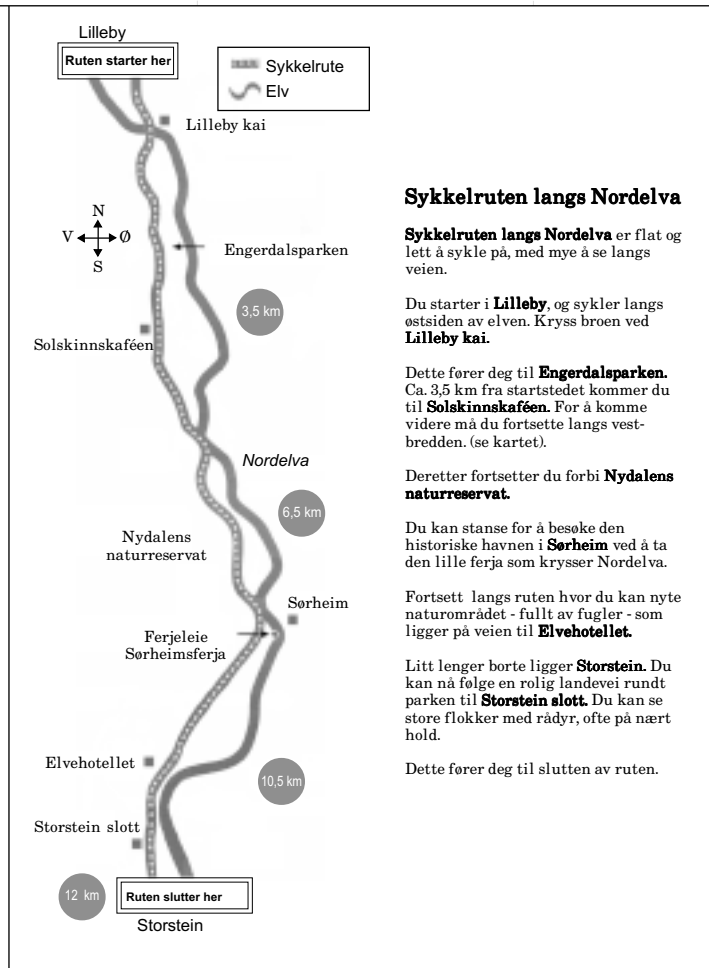 Lilleby
Ruten starter her
Sykkelrute
Elv
Lilleby kai
N
V
Ø
S
Engerdalsparken
3,5 km
Solskinnskaféen
Nordelva
6,5 km
Nydalens
naturreservat
Sørheim
Ferjeleie
Sørheimsferja
Elvehotellet
10,5 km
Storstein slott
12 km
Ruten slutter her
Storstein
Sykkelruten langs Nordelva
Sykkelruten langs Nordelva er flat og
lett å sykle på, med mye å se langs
veien.
Du starter i Lilleby, og sykler langs
østsiden av elven. Kryss broen ved
Lilleby kai.
Dette fører deg til Engerdalsparken.
Ca. 3,5 km fra startstedet kommer du
til Solskinnskaféen. For å komme
videre må du fortsette langs vest-
bredden. (se kartet).
Deretter fortsetter du forbi Nydalens
naturreservat.
Du kan stanse for å besøke den
historiske havnen i Sørheim ved å ta
den lille ferja som krysser Nordelva.
Fortsett langs ruten hvor du kan nyte
naturområdet - fullt av fugler - som
ligger på veien til Elvehotellet.
Litt lenger borte ligger Storstein. Du
kan nå følge en rolig landevei rundt
parken til Storstein slott. Du kan se
store flokker med rådyr, ofte på nært
hold.
Dette fører deg til slutten av ruten.